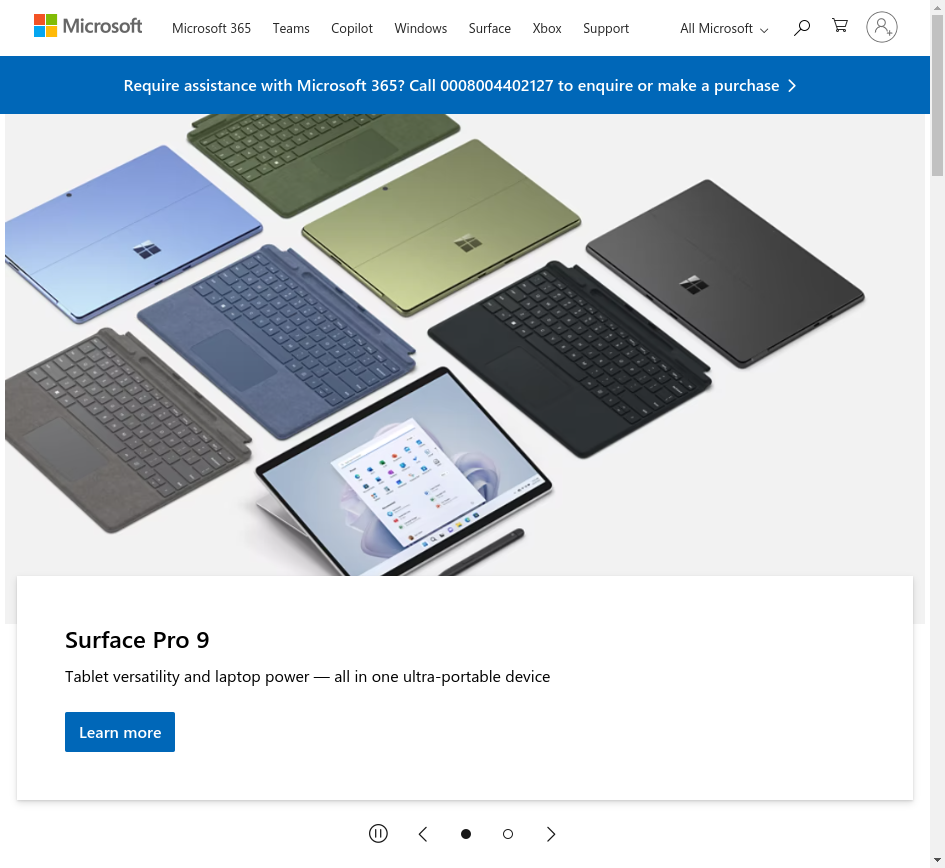 Microsoft
Microsoft 365 Teams Copilot Windows Surface Xbox Support All Microsoft
Require assistance with Microsoft 365? Call 0008004402127 to enquire or make a purchase
Surface Pro 9
Tablet versatility and laptop power — all in one ultra-portable device
Learn more